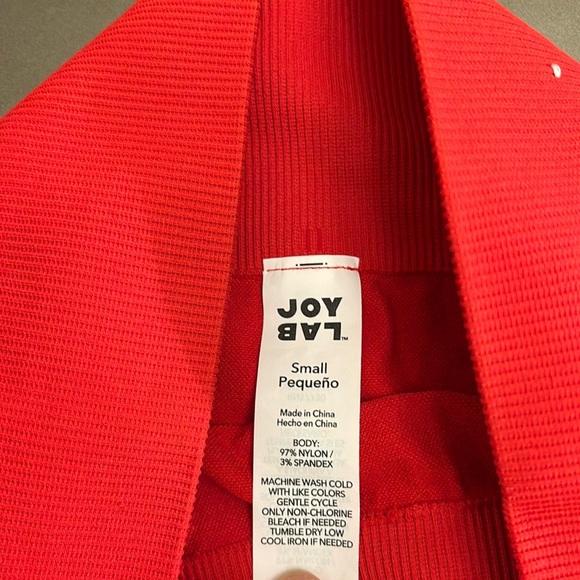 JOY
LAB™
Small
Pequeño
Made in China
Hecho en China
BODY:
97% NYLON /
3% SPANDEX
MACHINE WASH COLD
WITH LIKE COLORS
GENTLE CYCLE
ONLY NON-CHLORINE
BLEACH IF NEEDED
TUMBLE DRY LOW
COOL IRON IF NEEDED